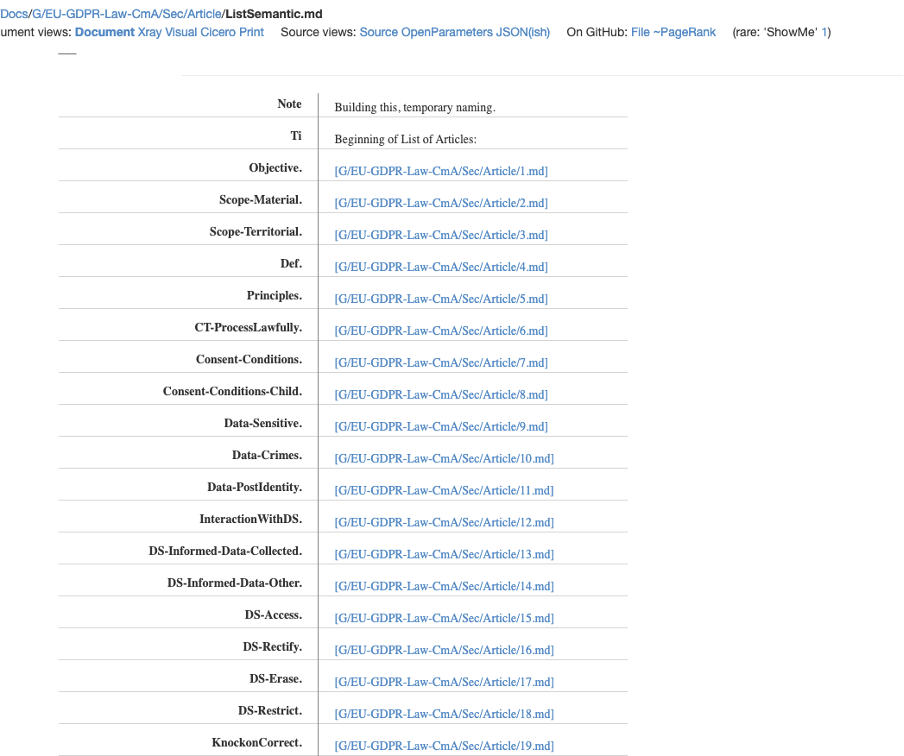 Docs/G/EU-GDPR-Law-CmA/Sec/Article/ListSemantic.md
ument views: Document Xray Visual Cicero Print Source views: Source OpenParameters JSON(ish) On GitHub: File ~PageRank (rare: 'ShowMe' 1)
Note Building this, temporary naming.
Ti Beginning of List of Articles:
Objective. [G/EU-GDPR-Law-CmA/Sec/Article/1.md]
Scope-Material. [G/EU-GDPR-Law-CmA/Sec/Article/2.md]
Scope-Territorial. [G/EU-GDPR-Law-CmA/Sec/Article/3.md]
Def. [G/EU-GDPR-Law-CmA/Sec/Article/4.md]
Principles. [G/EU-GDPR-Law-CmA/Sec/Article/5.md]
CT-ProcessLawfully. [G/EU-GDPR-Law-CmA/Sec/Article/6.md]
Consent-Conditions. [G/EU-GDPR-Law-CmA/Sec/Article/7.md]
Consent-Conditions-Child. [G/EU-GDPR-Law-CmA/Sec/Article/8.md]
Data-Sensitive. [G/EU-GDPR-Law-CmA/Sec/Article/9.md]
Data-Crimes. [G/EU-GDPR-Law-CmA/Sec/Article/10.md]
Data-PostIdentity. [G/EU-GDPR-Law-CmA/Sec/Article/11.md]
InteractionWithDS. [G/EU-GDPR-Law-CmA/Sec/Article/12.md]
DS-Informed-Data-Collected. [G/EU-GDPR-Law-CmA/Sec/Article/13.md]
DS-Informed-Data-Other. [G/EU-GDPR-Law-CmA/Sec/Article/14.md]
DS-Access. [G/EU-GDPR-Law-CmA/Sec/Article/15.md]
DS-Rectify. [G/EU-GDPR-Law-CmA/Sec/Article/16.md]
DS-Erase. [G/EU-GDPR-Law-CmA/Sec/Article/17.md]
DS-Restrict. [G/EU-GDPR-Law-CmA/Sec/Article/18.md]
KnockonCorrect. [G/EU-GDPR-Law-CmA/Sec/Article/19.md]